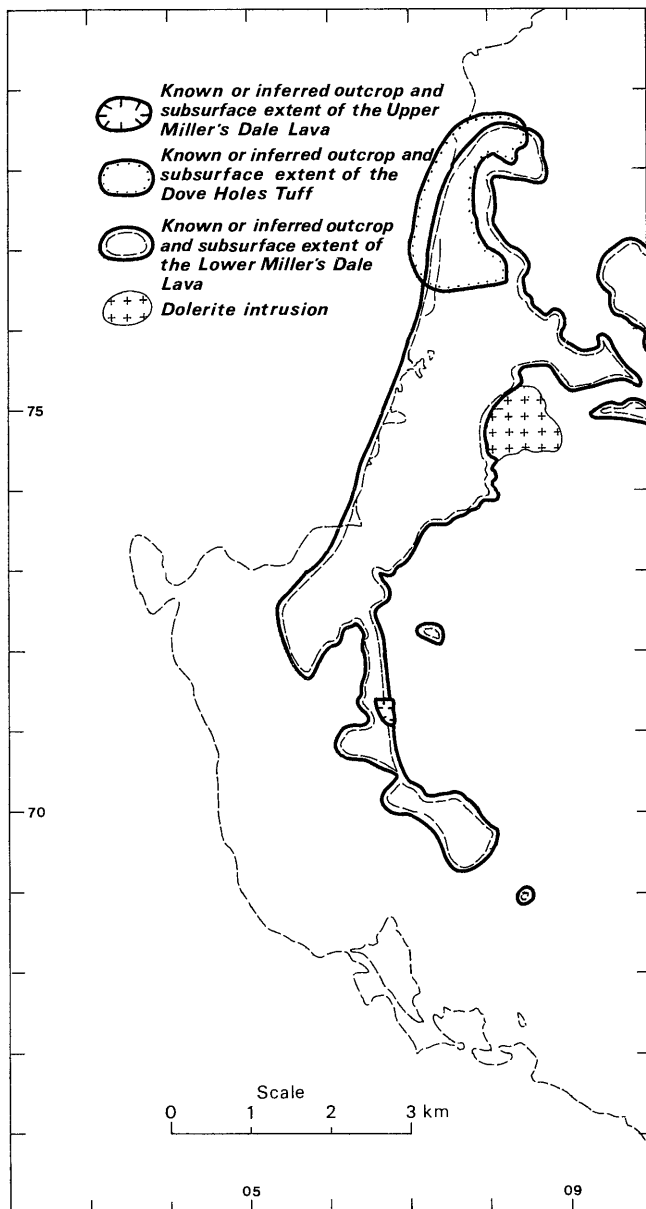 Known or inferred outcrop and
subsurface extent of the Upper
Miller's Dale Lava
Known or inferred outcrop and
subsurface extent of the
Dove Holes Tuff
Known or inferred outcrop
and subsurface extent of
the Lower Miller's Dale
Lava
Dolerite intrusion
75
70
Scale
0 1 2 3 km
05 09